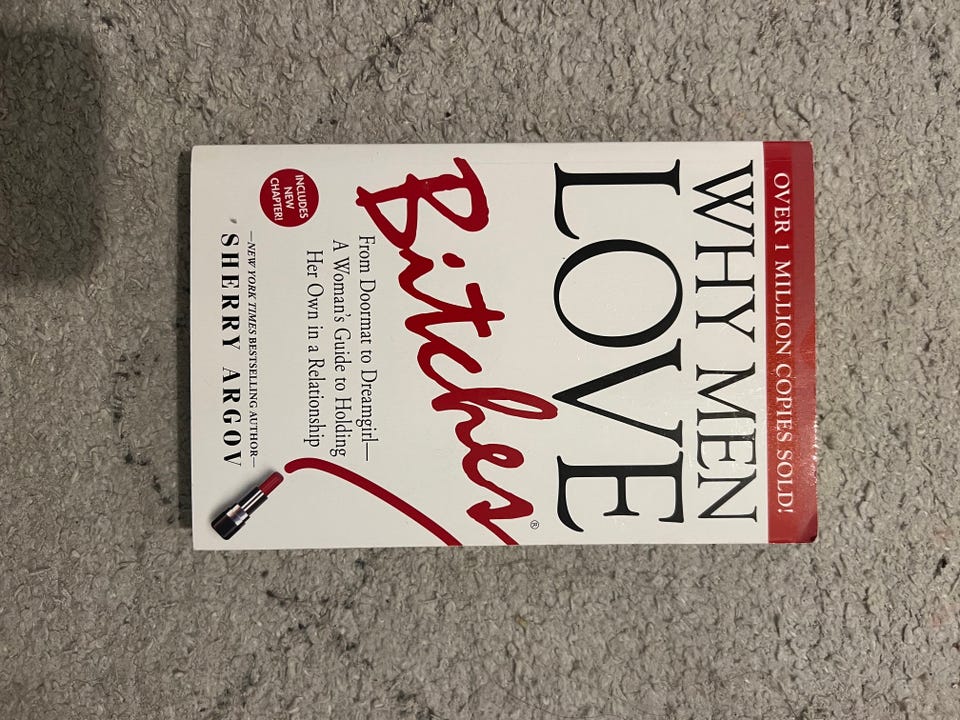 OVER 1 MILLION COPIES SOLD!
WHY MEN
LOVE
Bitches®
From Doormat to Dreamgirl—
A Woman's Guide to Holding
Her Own in a Relationship
INCLUDES
NEW
CHAPTER!
—NEW YORK TIMES BESTSELLING AUTHOR—
SHERRY ARGOV